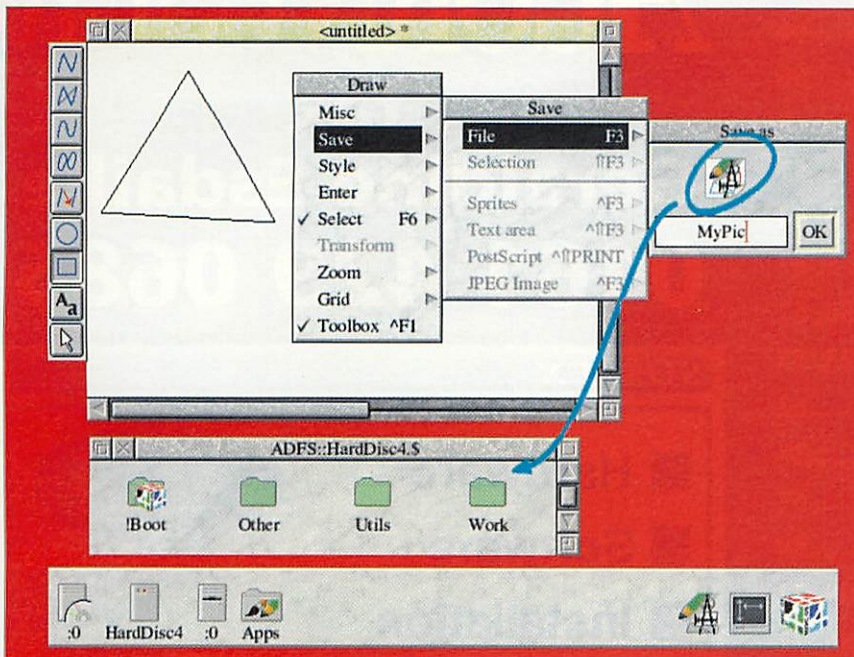 <untitled> *
Draw
Misc
Save
Style
Enter
✓ Select F6
Transform
Zoom
Grid
✓ Toolbox ^F1
Save
File F3
Selection ⇑F3
Sprites ^F3
Text area ^⇑F3
PostScript ^⇑PRINT
JPEG Image ^F3
Save as
MyPic
OK
Aa
ADFS::HardDisc4.$
!Boot Other Utils Work
:0 HardDisc4 :0 Apps